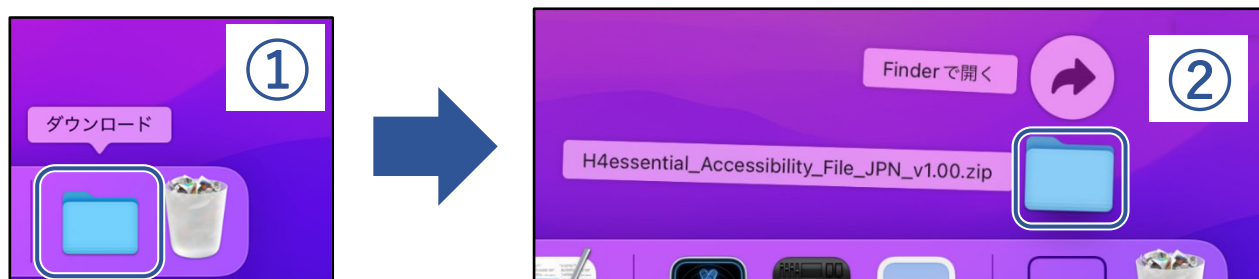 ①
ダウンロード
②
Finderで開く
H4essential_Accessibility_File_JPN_v1.00.zip